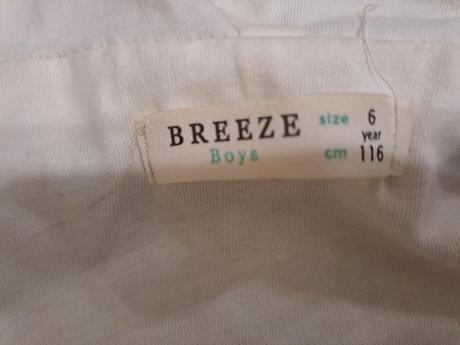 BREEZE size 6
year
Boys cm 116